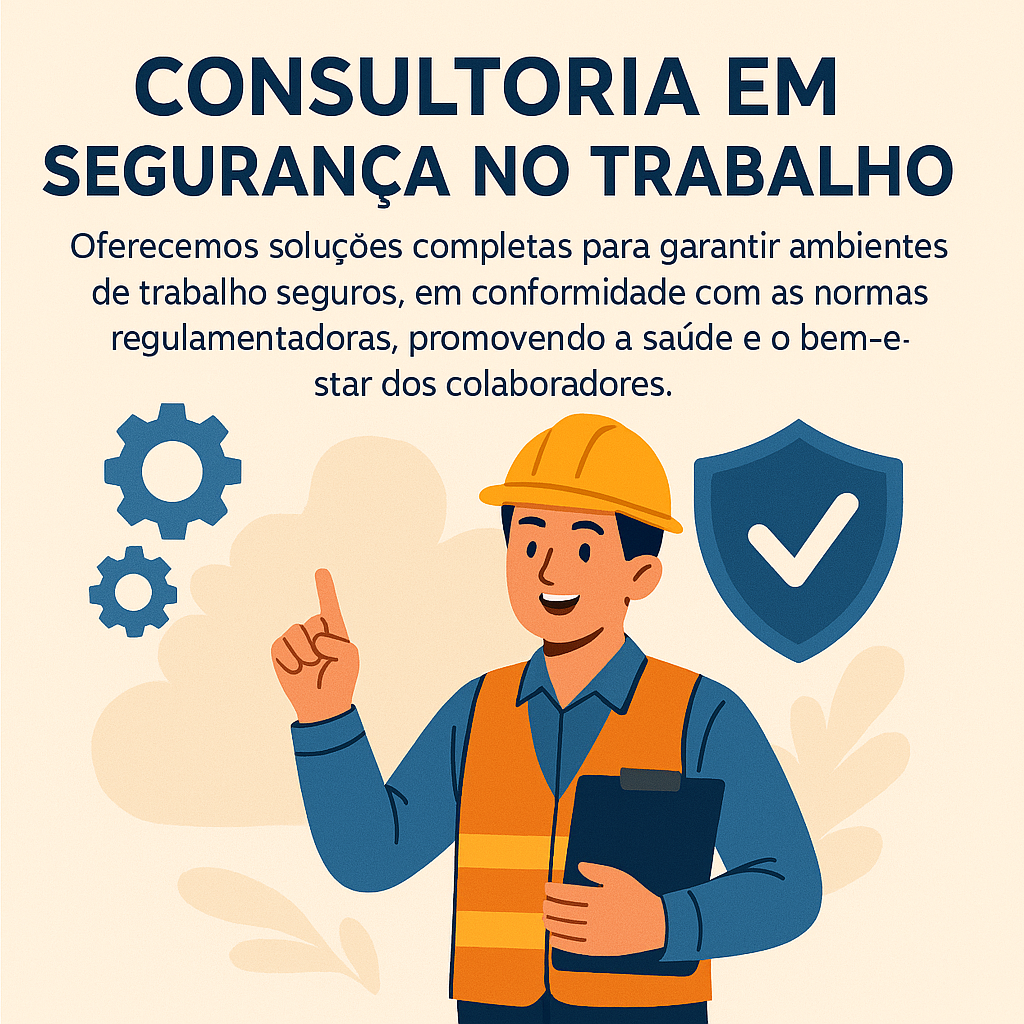 CONSULTORIA EM
SEGURANÇA NO TRABALHO
Oferecemos soluções completas para garantir ambientes
de trabalho seguros, em conformidade com as normas
regulamentadoras, promovendo a saúde e o bem-e-
star dos colaboradores.